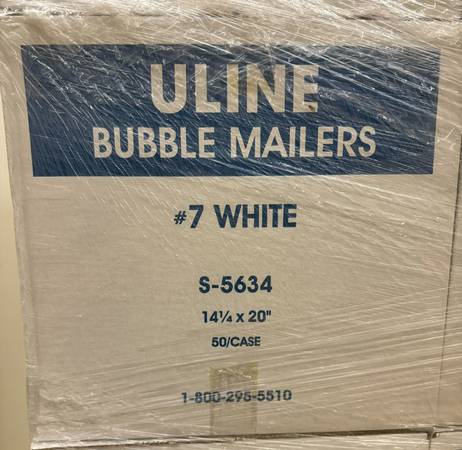 ULINE
BUBBLE MAILERS
#7 WHITE
S-5634
14¼ x 20"
50/CASE
1-800-295-5510